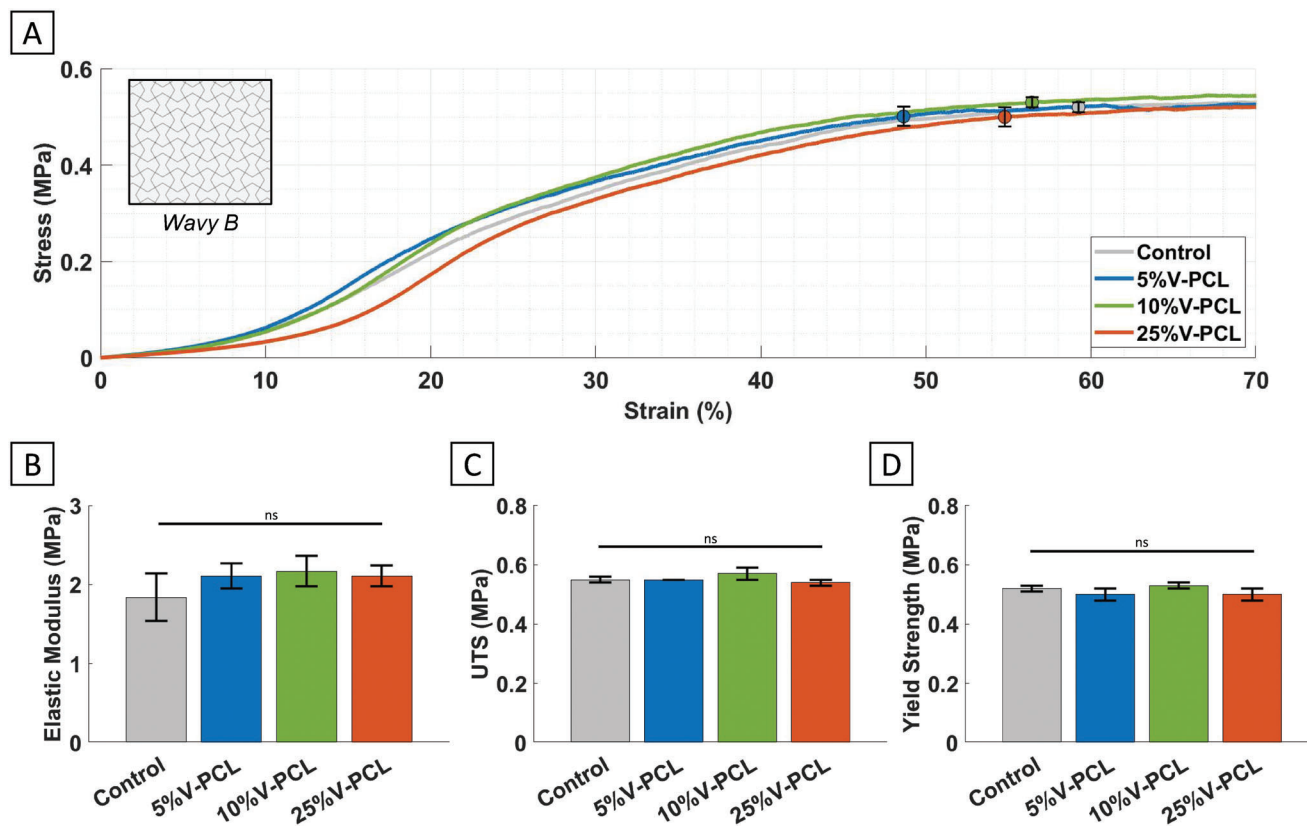 A
Stress (MPa)
0.6
0.4
0.2
0
Wavy B
Control
5%V-PCL
10%V-PCL
25%V-PCL
0 10 20 30 40 50 60 70
Strain (%)
B
Elastic Modulus (MPa)
3
2
1
0
ns
Control 5%V-PCL 10%V-PCL 25%V-PCL
C
UTS (MPa)
0.8
0.6
0.4
0.2
0
ns
Control 5%V-PCL 10%V-PCL 25%V-PCL
D
Yield Strength (MPa)
0.8
0.6
0.4
0.2
0
ns
Control 5%V-PCL 10%V-PCL 25%V-PCL